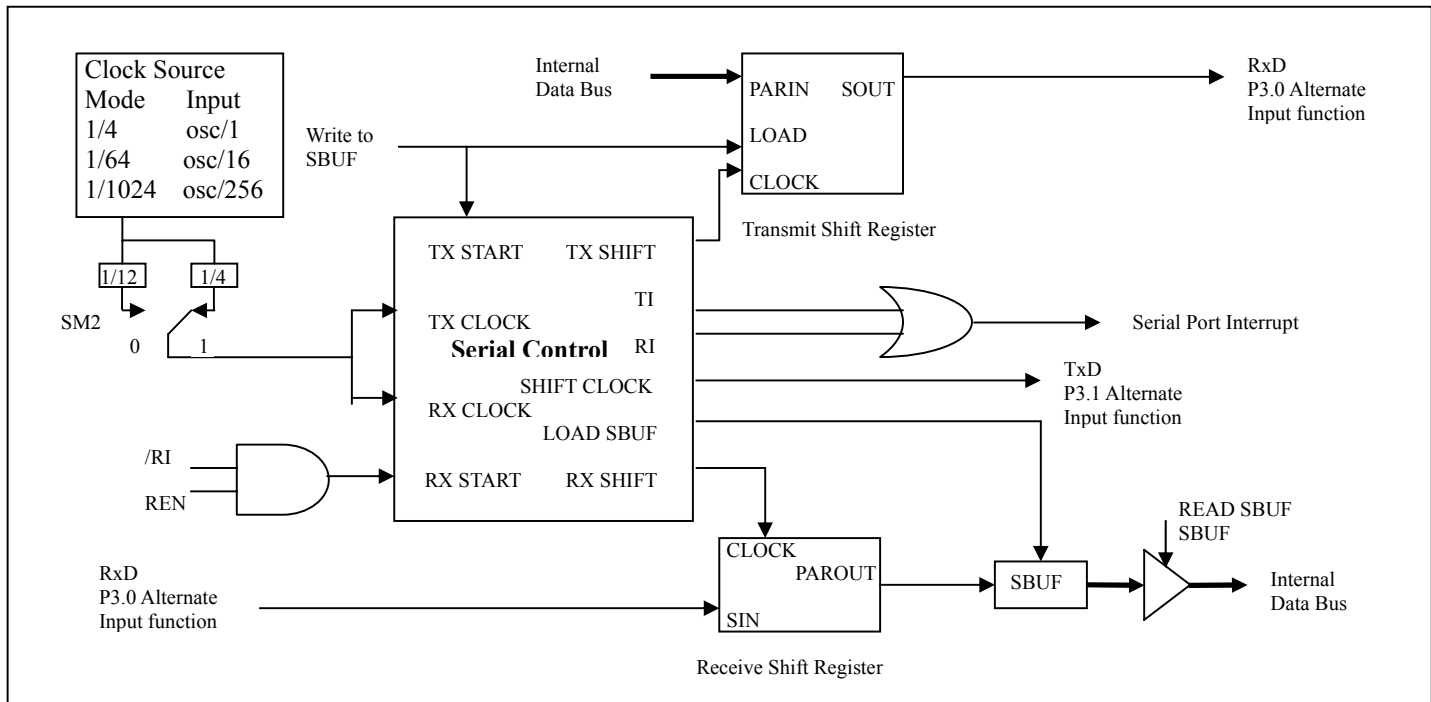 Clock Source
Mode Input
1/4 osc/1
1/64 osc/16
1/1024 osc/256
1/12
1/4
SM2
0
1
Internal
Data Bus
Write to
SBUF
PARIN SOUT
LOAD
CLOCK
Transmit Shift Register
RxD
P3.0 Alternate
Input function
TX START TX SHIFT
TI
TX CLOCK
Serial Control
RI
SHIFT CLOCK
RX CLOCK
LOAD SBUF
RX START RX SHIFT
Serial Port Interrupt
TxD
P3.1 Alternate
Input function
/RI
REN
RxD
P3.0 Alternate
Input function
CLOCK
PAROUT
SIN
Receive Shift Register
SBUF
READ SBUF
SBUF
Internal
Data Bus